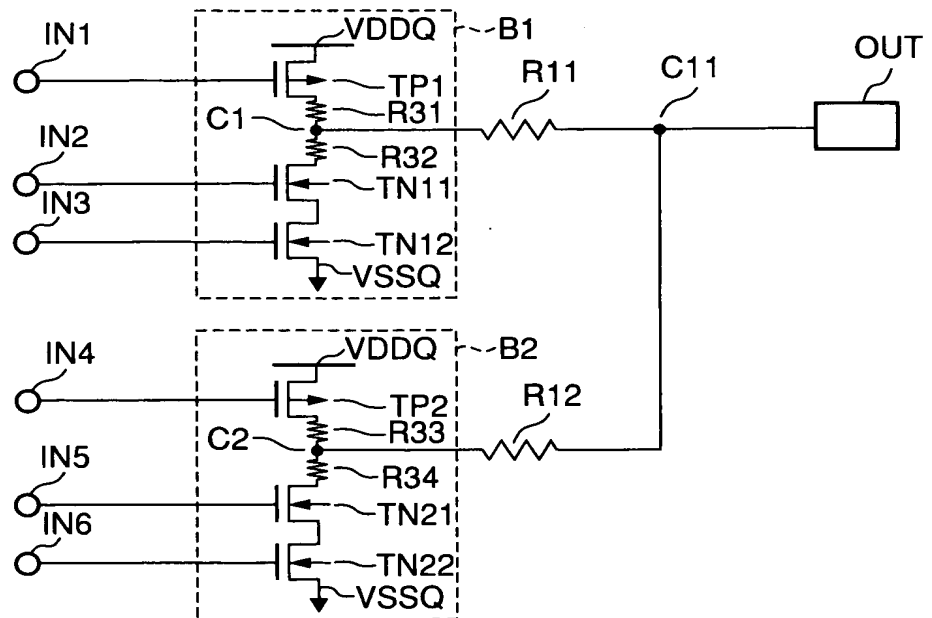 IN1
VDDQ
B1
OUT
TP1
R11
C11
R31
C1
IN2
R32
TN11
IN3
TN12
VSSQ
IN4
VDDQ
B2
TP2
R12
R33
C2
IN5
R34
TN21
IN6
TN22
VSSQ